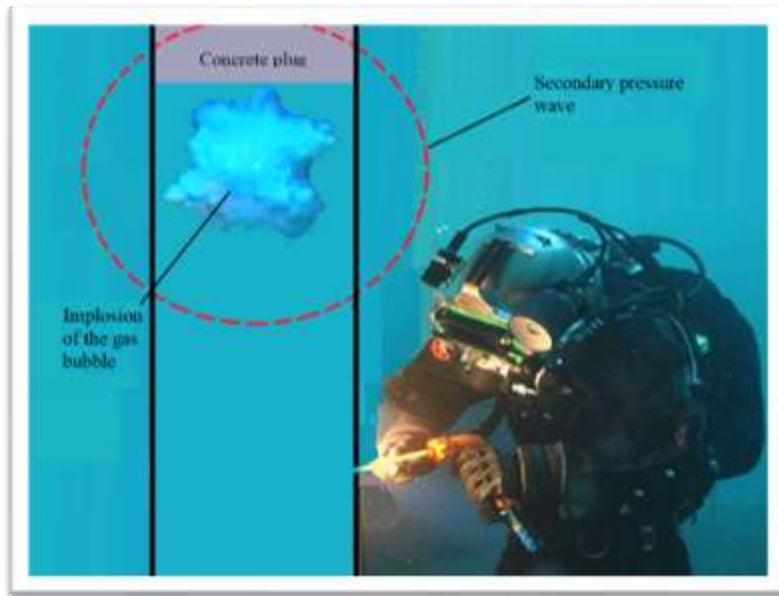 Concrete plug
Secondary pressure
wave
Implosion
of the gas
bubble